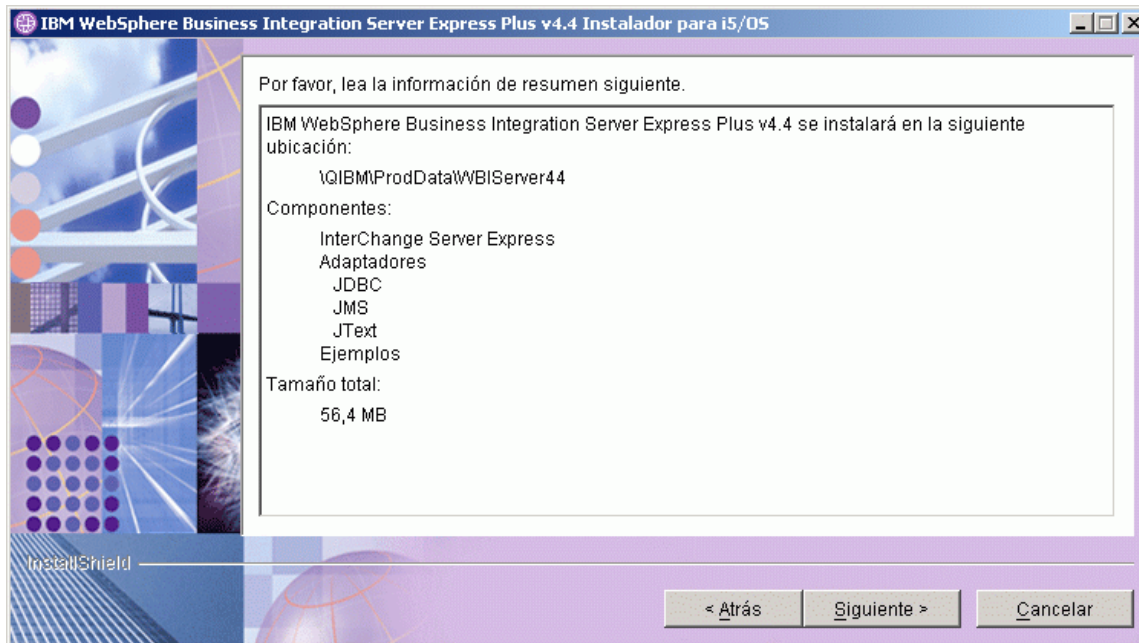 IBM WebSphere Business Integration Server Express Plus v4.4 Instalador para i5/OS
Por favor, lea la información de resumen siguiente.
IBM WebSphere Business Integration Server Express Plus v4.4 se instalará en la siguiente
ubicación:
\QIBM\ProdData\WBIServer44
Componentes:
InterChange Server Express
Adaptadores
JDBC
JMS
JText
Ejemplos
Tamaño total:
56,4 MB
InstallShield
< Atrás
Siguiente >
Cancelar